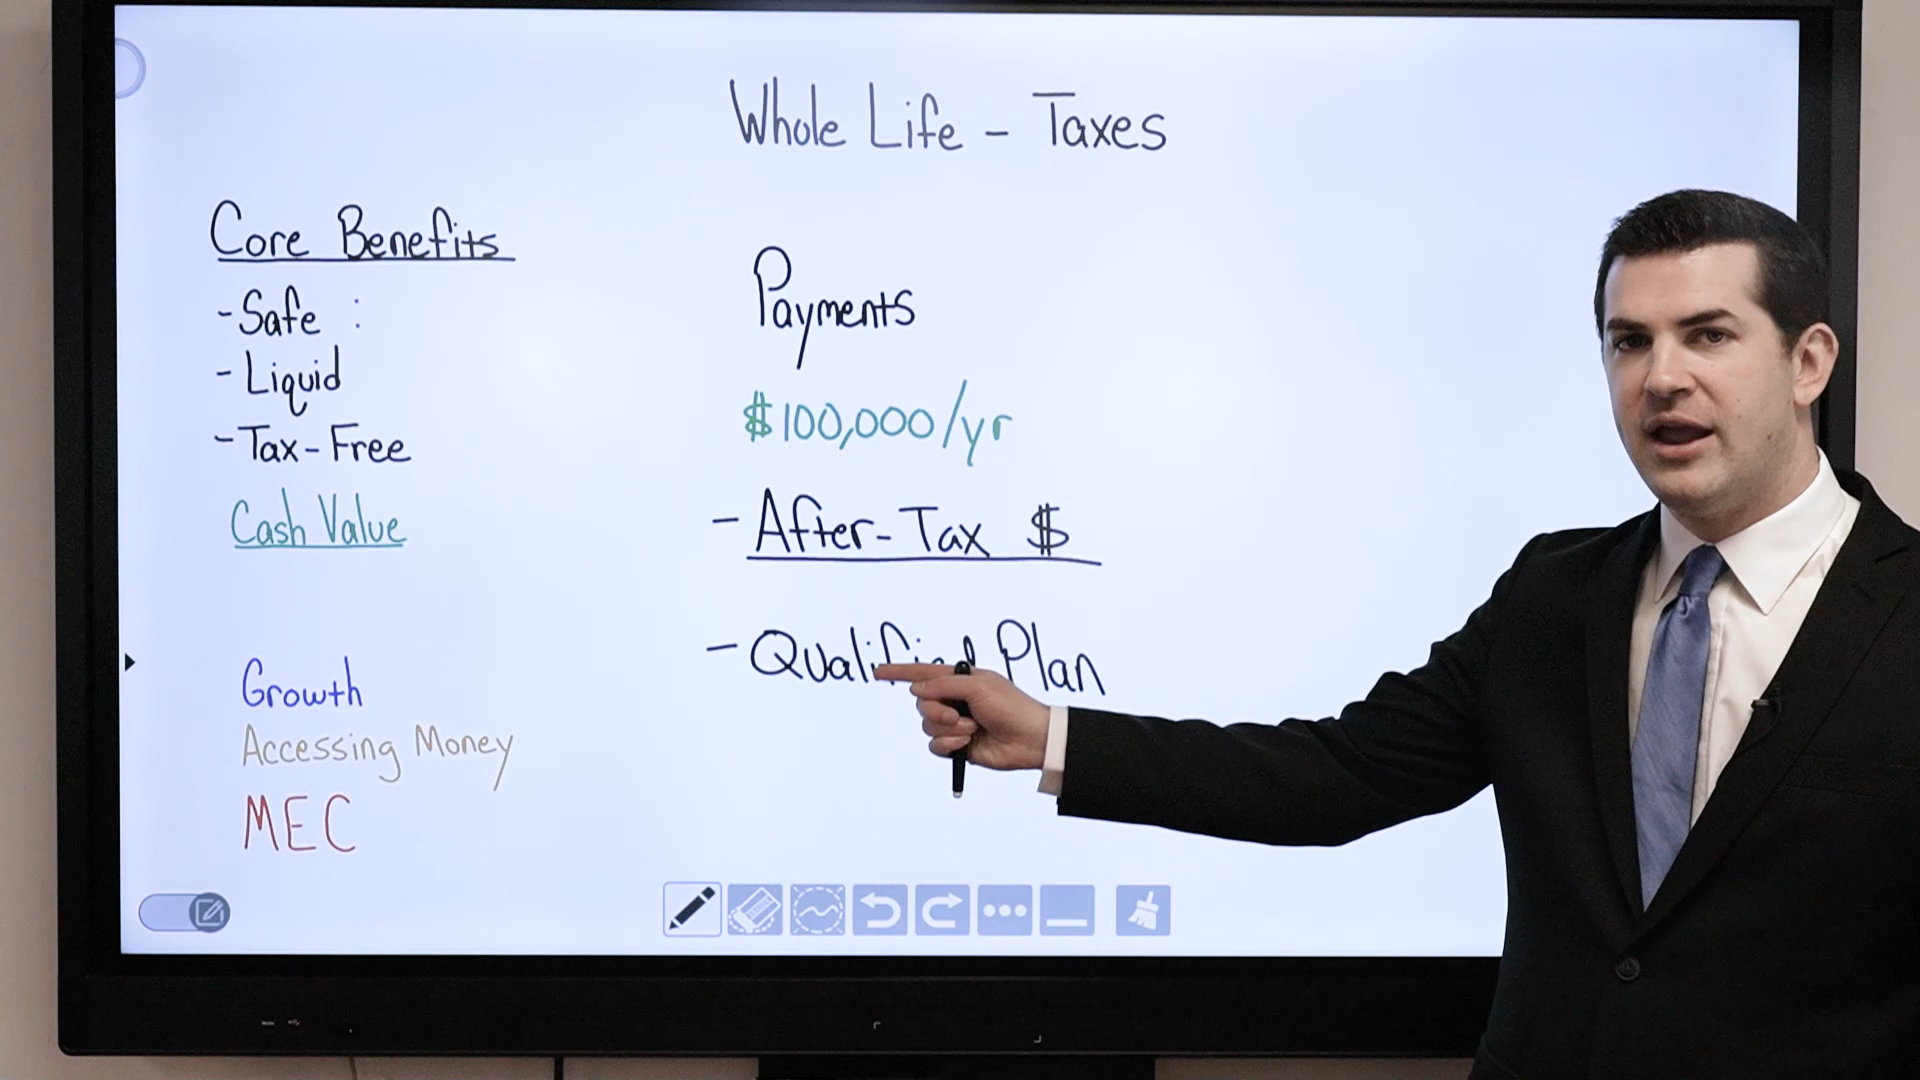 Whole Life - Taxes
Core Benefits
- Safe :
- Liquid
- Tax-Free
Cash Value
Growth
Accessing Money
MEC
Payments
$100,000/yr
- After-Tax $
- Qualified Plan